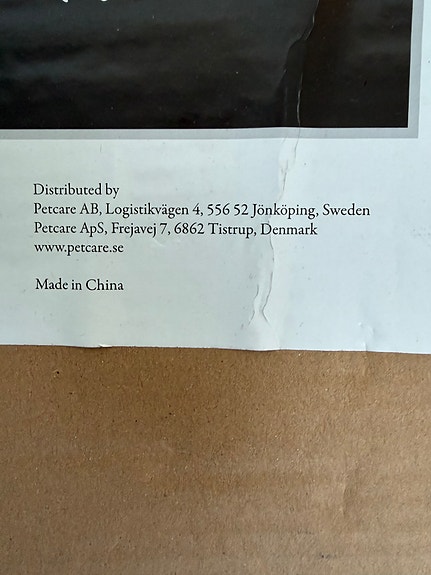 Distributed by
Petcare AB, Logistikvägen 4, 556 52 Jönköping, Sweden
Petcare ApS, Frejavej 7, 6862 Tistrup, Denmark
www.petcare.se
Made in China